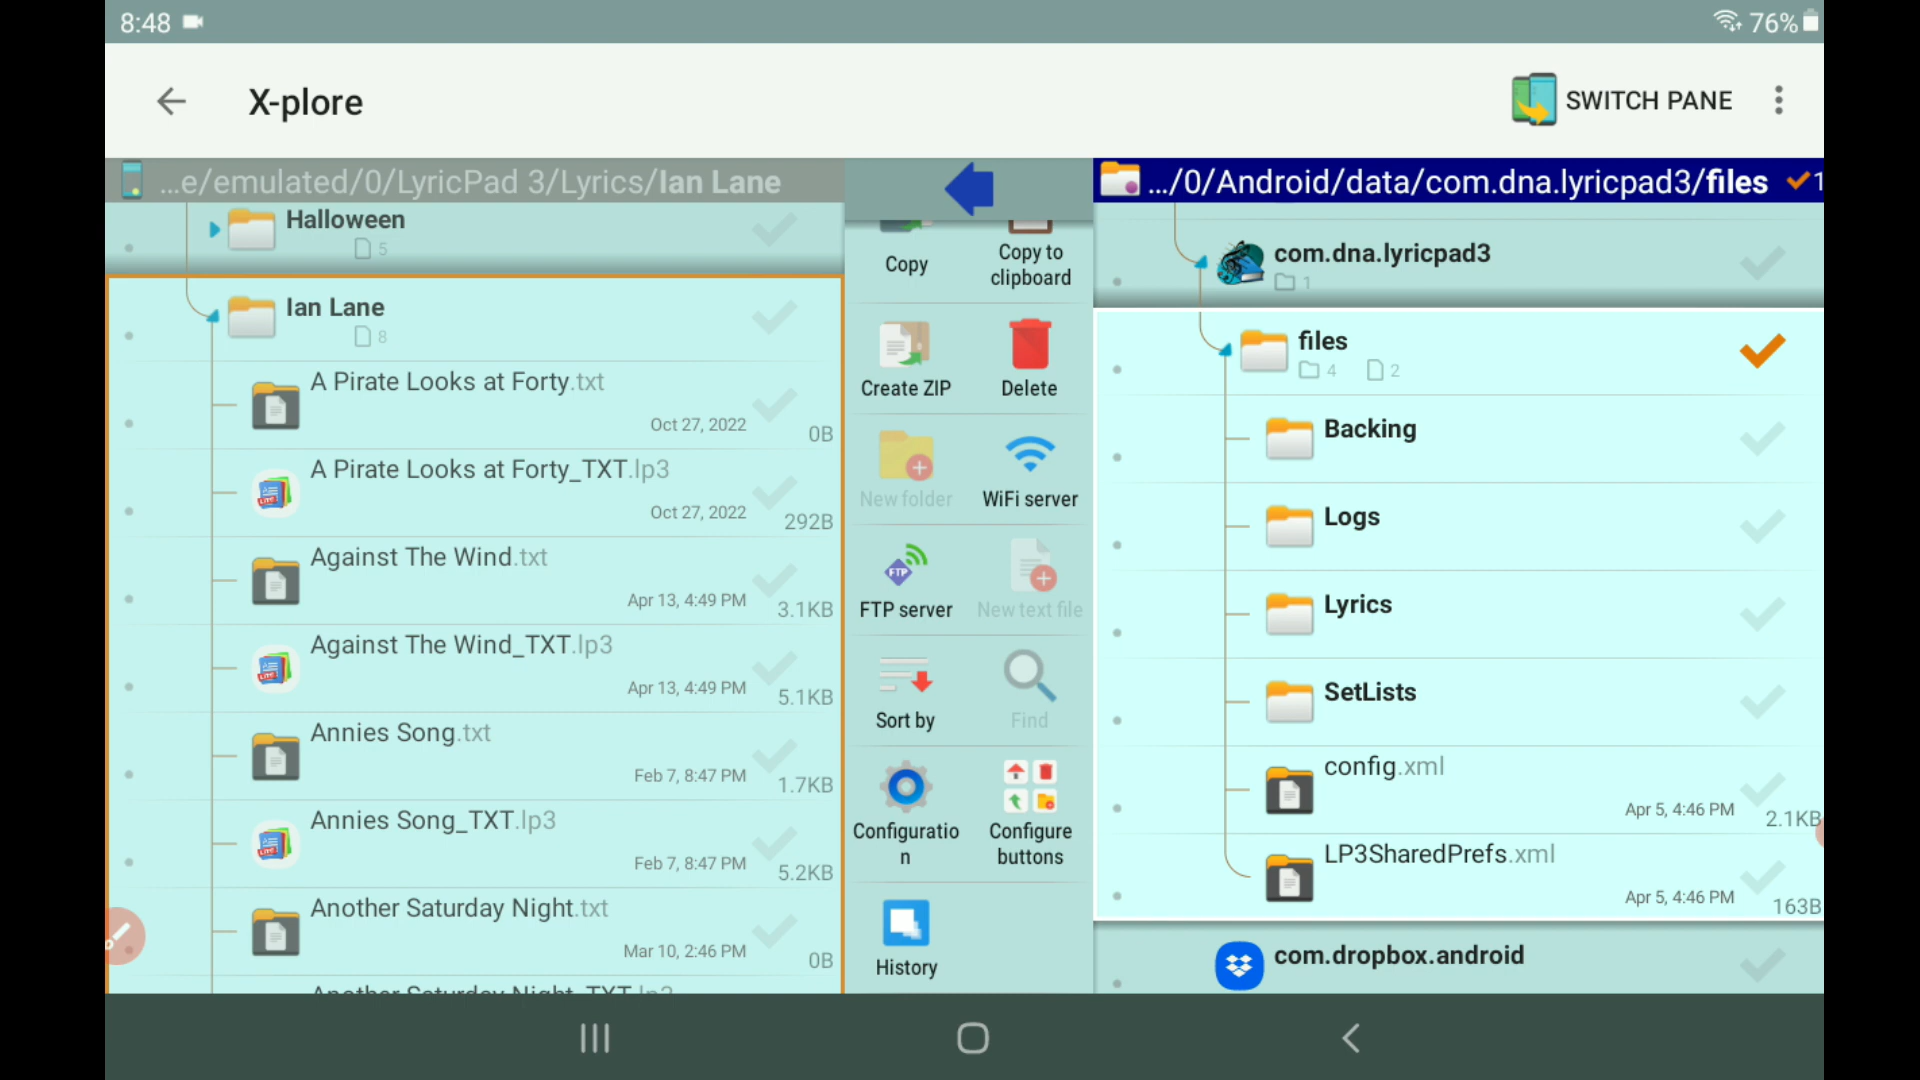 8:48
76%
X-plore
SWITCH PANE
...e/emulated/0/LyricPad 3/Lyrics/Ian Lane
Halloween
5
Ian Lane
8
A Pirate Looks at Forty.txt
Oct 27, 2022
0B
A Pirate Looks at Forty_TXT.lp3
Oct 27, 2022
292B
Against The Wind.txt
Apr 13, 4:49 PM
3.1KB
Against The Wind_TXT.lp3
Apr 13, 4:49 PM
5.1KB
Annies Song.txt
Feb 7, 8:47 PM
1.7KB
Annies Song_TXT.lp3
Feb 7, 8:47 PM
5.2KB
Another Saturday Night.txt
Mar 10, 2:46 PM
0B
Another Saturday Night_TXT.lp3
Copy
Copy to
clipboard
Create ZIP
Delete
New folder
WiFi server
FTP
FTP server
New text file
Sort by
Find
Configuratio
n
Configure
buttons
History
.../0/Android/data/com.dna.lyricpad3/files
1
com.dna.lyricpad3
1
files
4
2
Backing
Logs
Lyrics
SetLists
config.xml
Apr 5, 4:46 PM
2.1KB
LP3SharedPrefs.xml
Apr 5, 4:46 PM
163B
com.dropbox.android